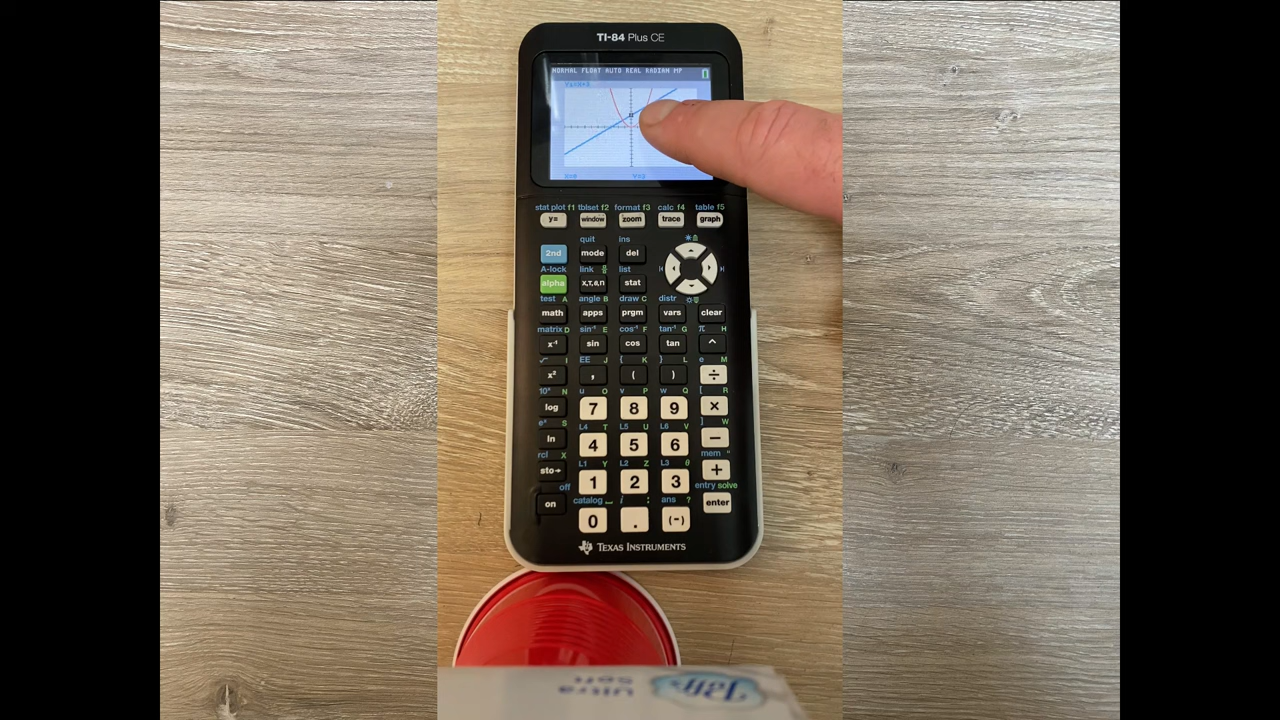 TI-84 Plus CE
NORMAL FLOAT AUTO REAL RADIAN MP
stat plot f1 tblset f2 format f3 calc f4 table f5
y= window zoom trace graph
quit ins
2nd mode del
A-lock link list
alpha x,T,θ,n stat
test A angle B draw C distr
math apps prgm vars clear
matrix D sin⁻¹ E cos⁻¹ F tan⁻¹ G π H
x⁻¹ sin cos tan ^
√ I EE J { K } L e M
x² , ( ) ÷
10ˣ N u O v P w Q [ R
log 7 8 9 ×
eˣ S L4 T L5 U L6 V ] W
ln 4 5 6 −
rcl X L1 Y L2 Z L3 θ mem "
sto→ 1 2 3 +
off catalog i : ans ? entry solve
on 0 . (-) enter
TEXAS INSTRUMENTS
Ultra
Soft